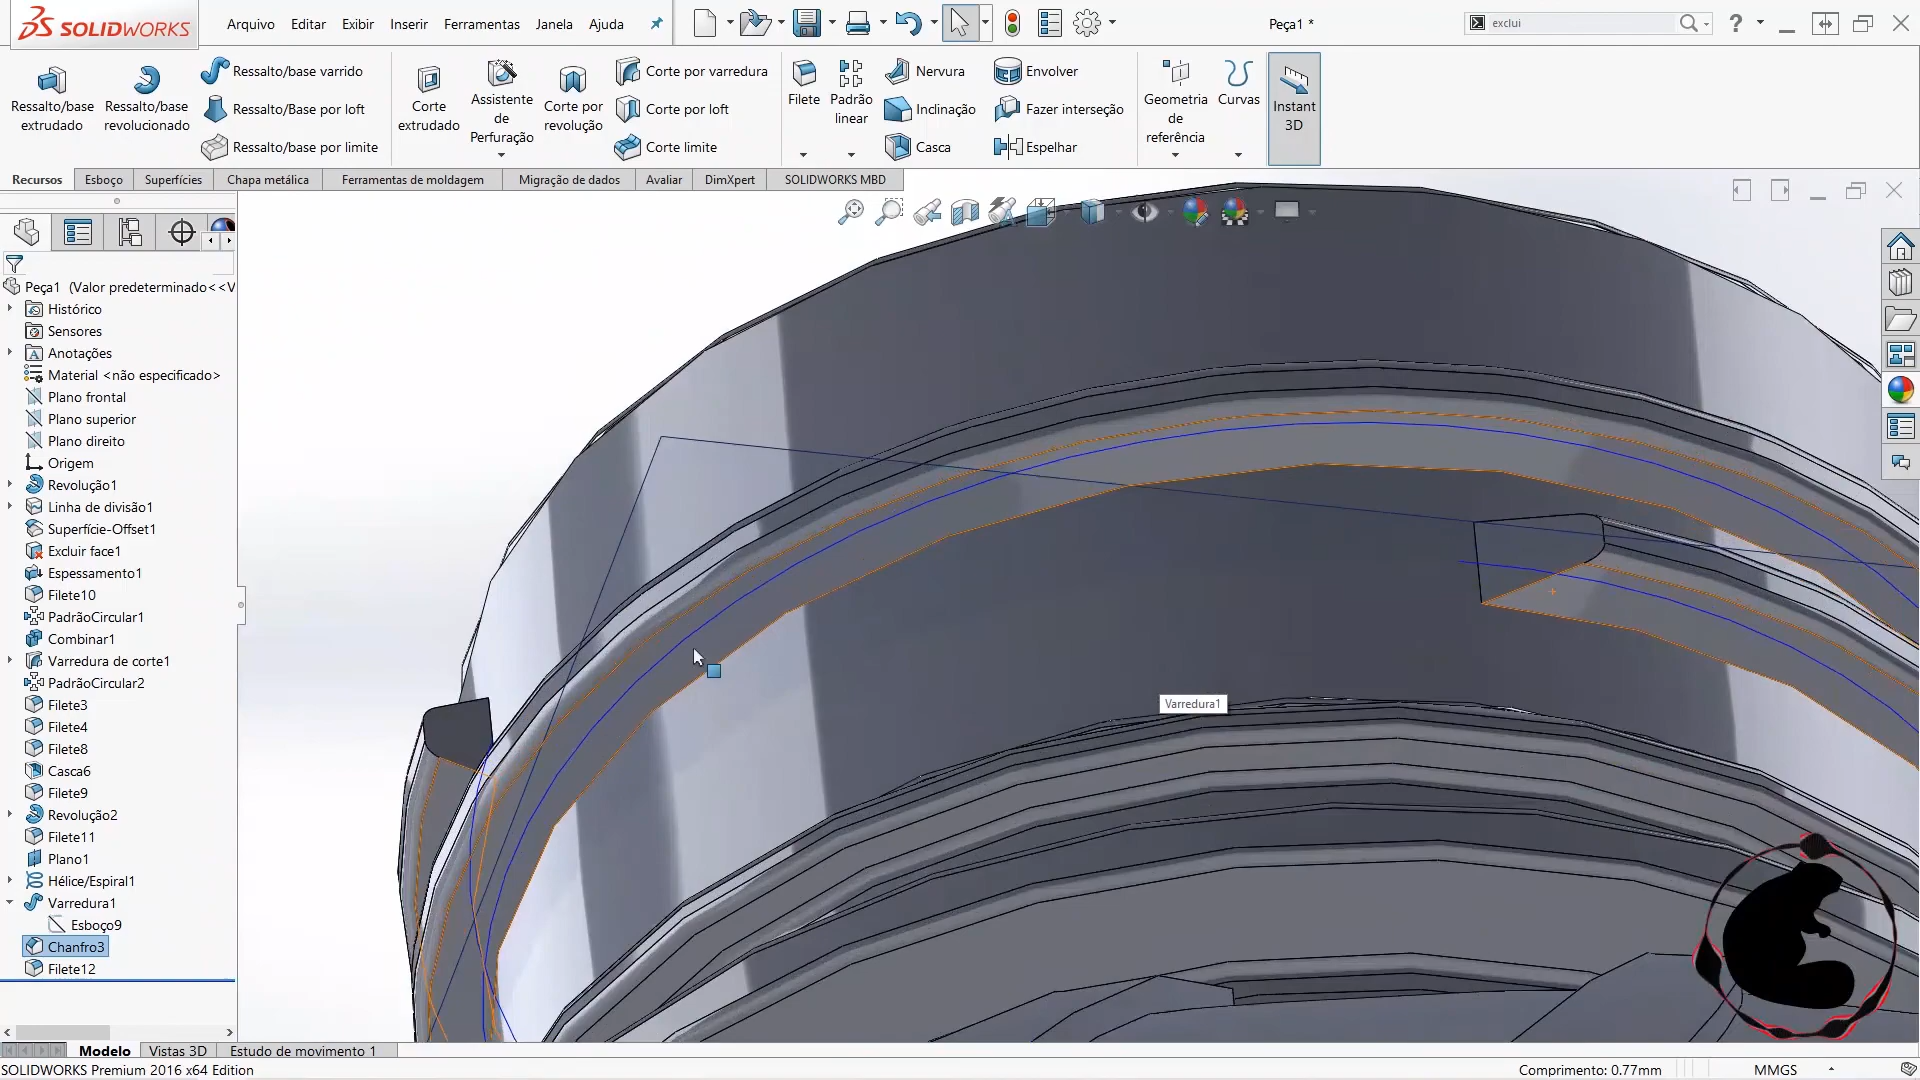 SOLIDWORKS
Arquivo
Editar
Exibir
Inserir
Ferramentas
Janela
Ajuda
Peça1 *
exclui
?
Ressalto/base
extrudado
Ressalto/base
revolucionado
Ressalto/base varrido
Ressalto/Base por loft
Ressalto/base por limite
Corte
extrudado
Assistente
de
Perfuração
Corte por
revolução
Corte por varredura
Corte por loft
Corte limite
Filete
Padrão
linear
Nervura
Inclinação
Casca
Envolver
Fazer interseção
Espelhar
Geometria
de
referência
Curvas
Instant
3D
Recursos
Esboço
Superfícies
Chapa metálica
Ferramentas de moldagem
Migração de dados
Avaliar
DimXpert
SOLIDWORKS MBD
Peça1 (Valor predeterminado<<V
Histórico
Sensores
Anotações
Material <não especificado>
Plano frontal
Plano superior
Plano direito
Origem
Revolução1
Linha de divisão1
Superfície-Offset1
Excluir face1
Espessamento1
Filete10
PadrãoCircular1
Combinar1
Varredura de corte1
PadrãoCircular2
Filete3
Filete4
Filete8
Casca6
Filete9
Revolução2
Filete11
Plano1
Hélice/Espiral1
Varredura1
Esboço9
Chanfro3
Filete12
Varredura1
Modelo
Vistas 3D
Estudo de movimento 1
SOLIDWORKS Premium 2016 x64 Edition
Comprimento: 0.77mm
MMGS